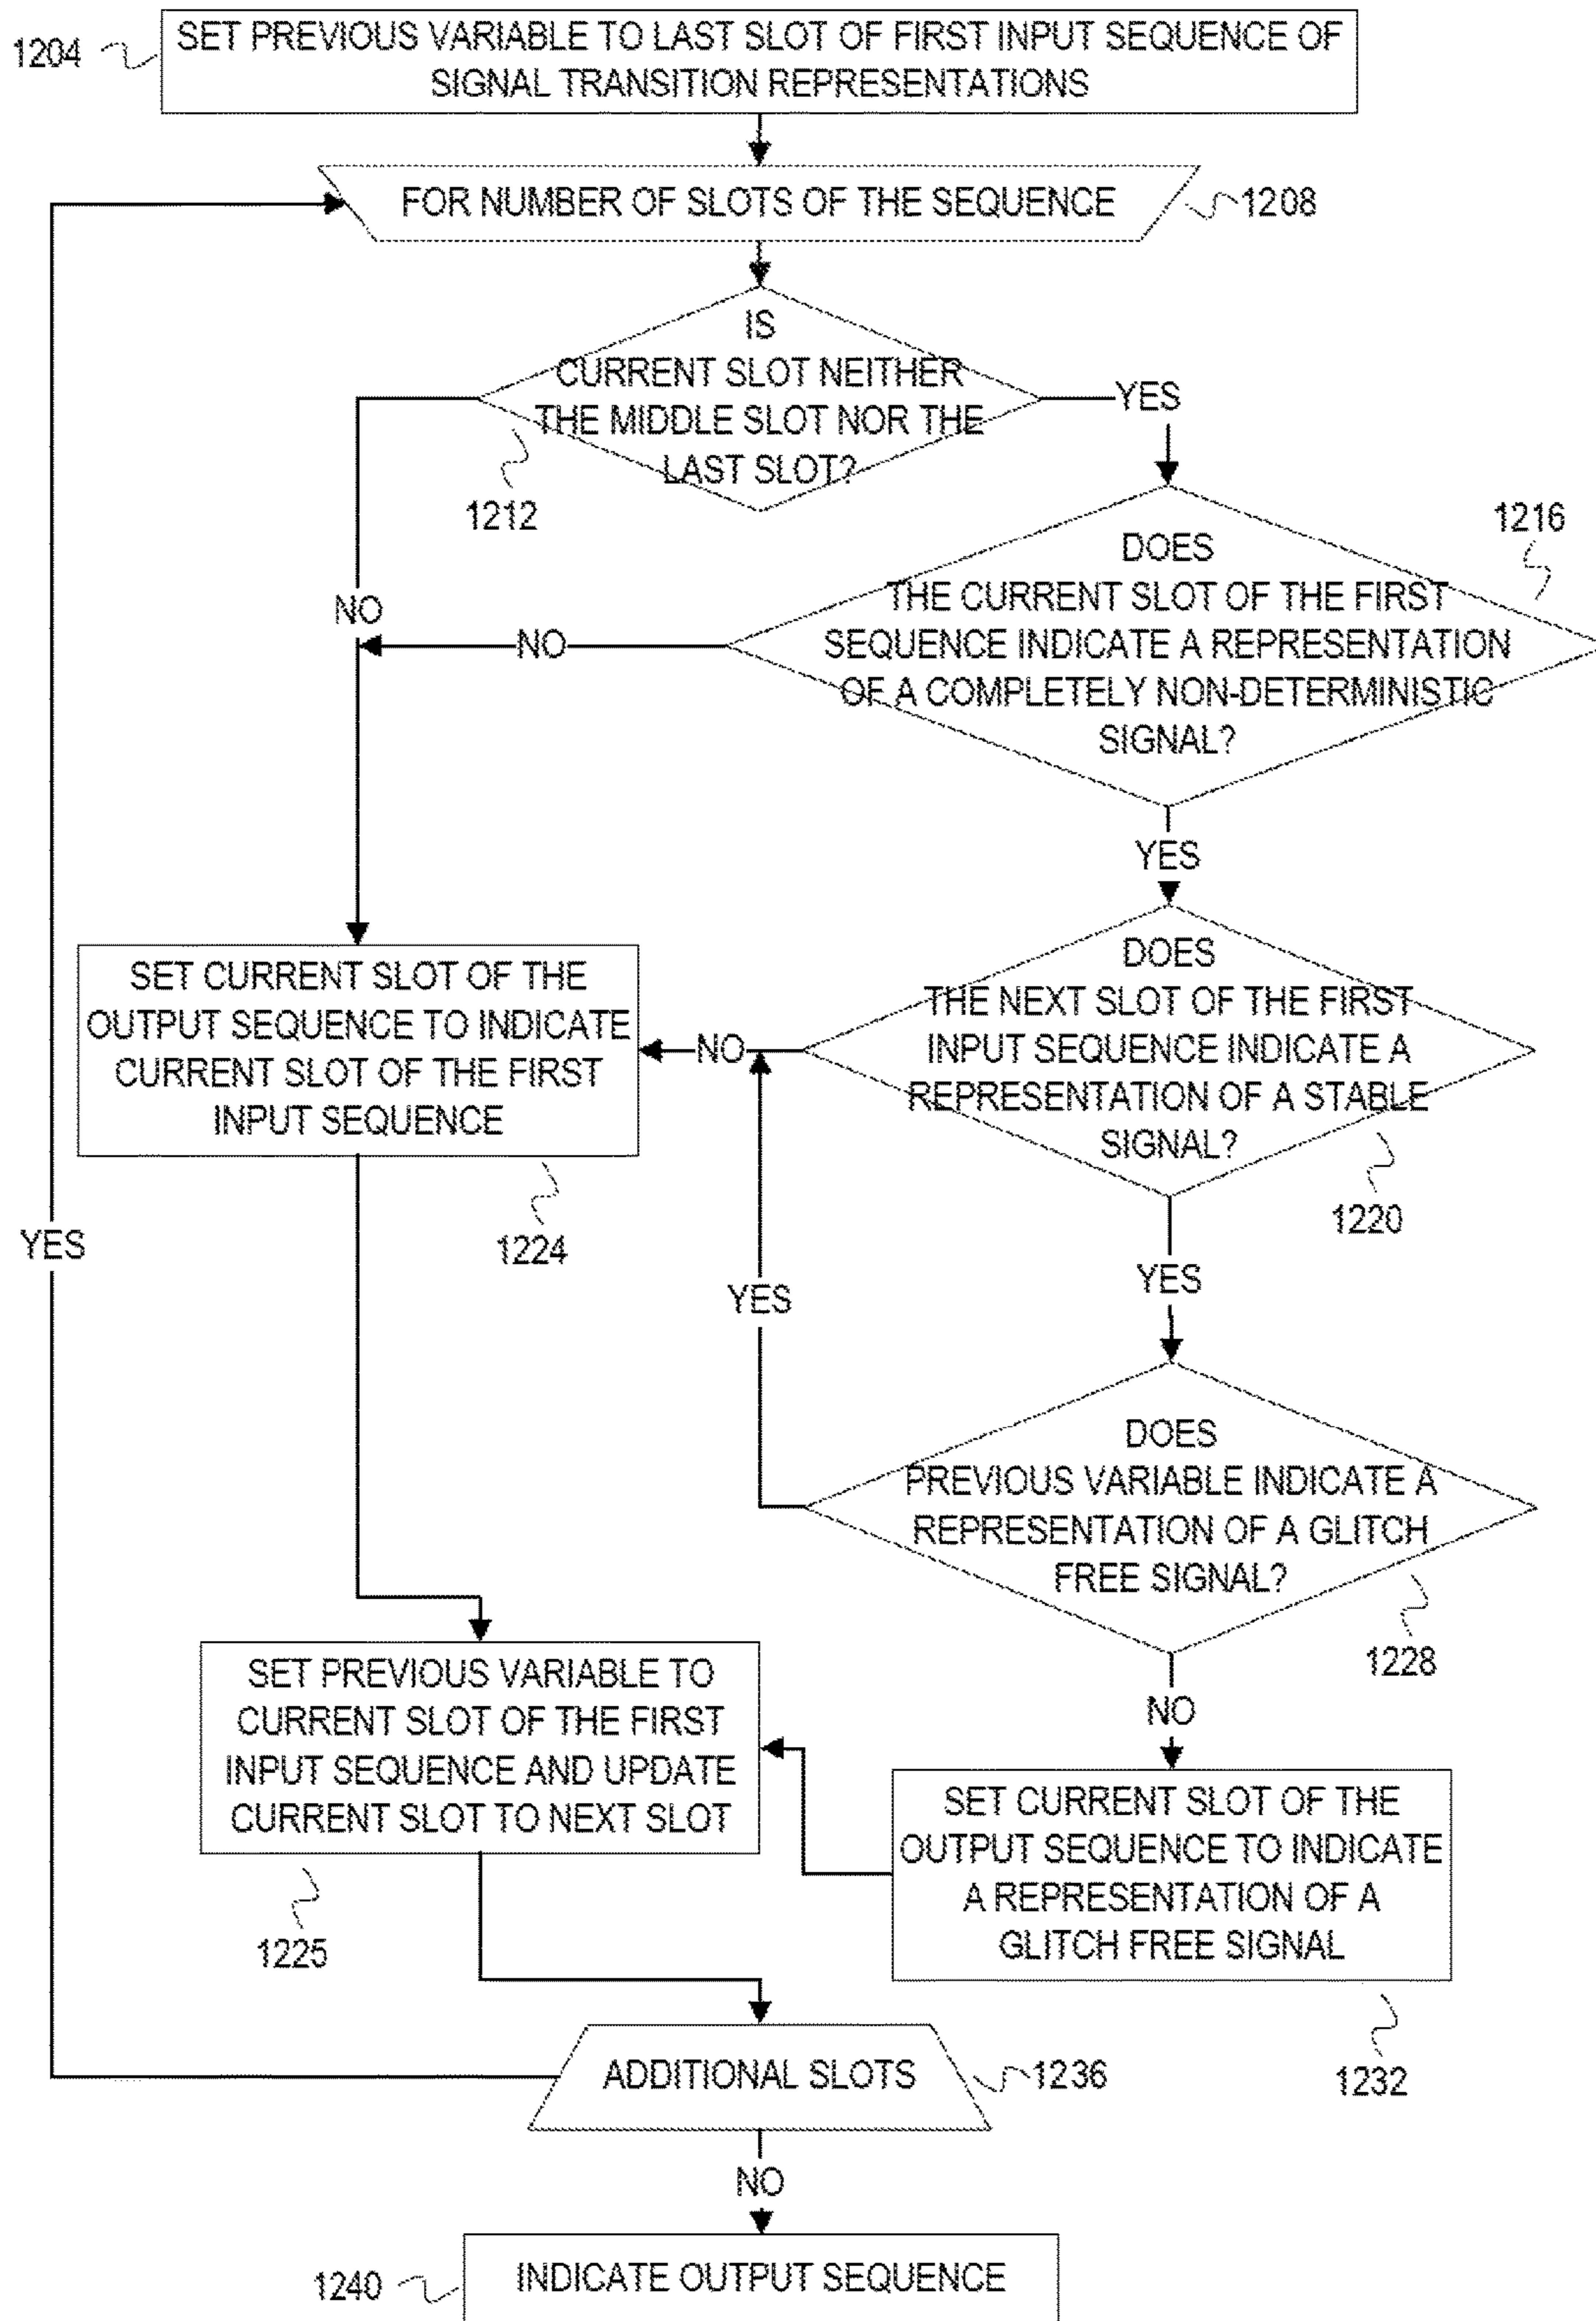 1204
SET PREVIOUS VARIABLE TO LAST SLOT OF FIRST INPUT SEQUENCE OF
SIGNAL TRANSITION REPRESENTATIONS
FOR NUMBER OF SLOTS OF THE SEQUENCE
1208
IS
CURRENT SLOT NEITHER
THE MIDDLE SLOT NOR THE
LAST SLOT?
YES
1212
1216
DOES
THE CURRENT SLOT OF THE FIRST
SEQUENCE INDICATE A REPRESENTATION
OF A COMPLETELY NON-DETERMINISTIC
SIGNAL?
NO
NO
YES
SET CURRENT SLOT OF THE
OUTPUT SEQUENCE TO INDICATE
CURRENT SLOT OF THE FIRST
INPUT SEQUENCE
1224
NO
DOES
THE NEXT SLOT OF THE FIRST
INPUT SEQUENCE INDICATE A
REPRESENTATION OF A STABLE
SIGNAL?
1220
YES
YES
YES
DOES
PREVIOUS VARIABLE INDICATE A
REPRESENTATION OF A GLITCH
FREE SIGNAL?
1228
NO
SET PREVIOUS VARIABLE TO
CURRENT SLOT OF THE FIRST
INPUT SEQUENCE AND UPDATE
CURRENT SLOT TO NEXT SLOT
1225
SET CURRENT SLOT OF THE
OUTPUT SEQUENCE TO INDICATE
A REPRESENTATION OF A
GLITCH FREE SIGNAL
1232
ADDITIONAL SLOTS
1236
NO
1240
INDICATE OUTPUT SEQUENCE